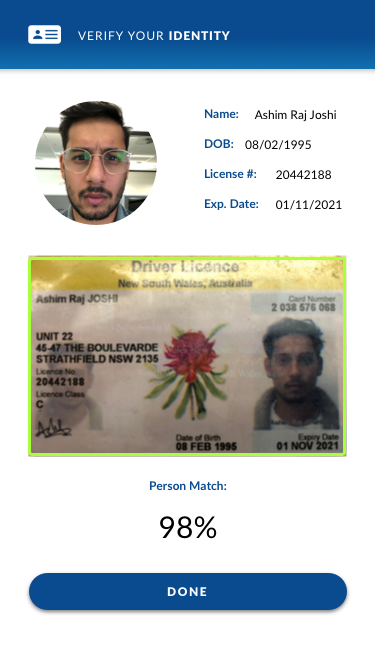 VERIFY YOUR IDENTITY
Name: Ashim Raj Joshi
DOB: 08/02/1995
License #: 20442188
Exp. Date: 01/11/2021
Driver Licence
New South Wales, Australia
Ashim Raj JOSHI
Card Number
2 038 576 068
UNIT 22
45-47 THE BOULEVARDE
STRATHFIELD NSW 2135
Licence No.
20442188
Licence Class
C
Date of Birth
08 FEB 1995
Expiry Date
01 NOV 2021
Person Match:
98%
DONE